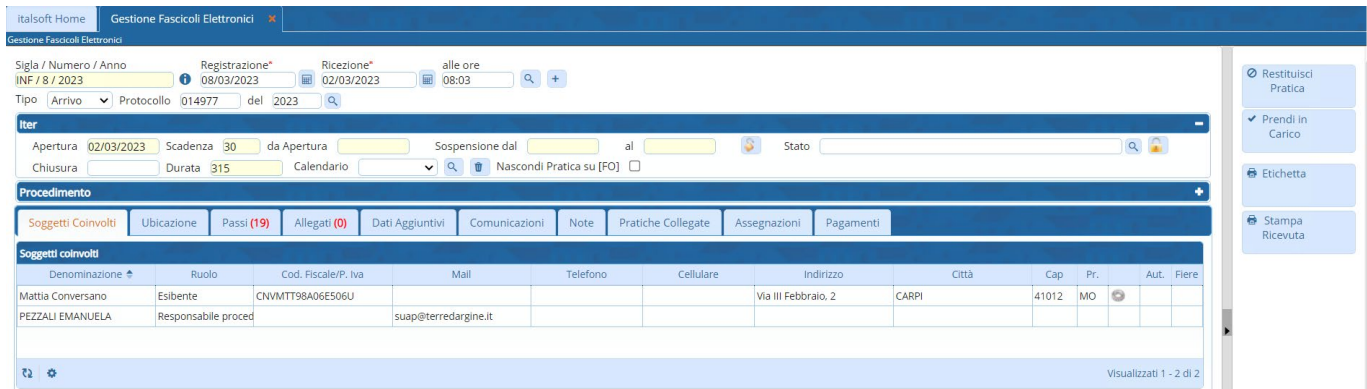 italsoft Home Gestione Fascicoli Elettronici ×
Gestione Fascicoli Elettronici
Sigla / Numero / Anno Registrazione* Ricezione* alle ore
INF / 8 / 2023 08/03/2023 02/03/2023 08:03
Tipo Arrivo Protocollo 014977 del 2023
Iter
Apertura 02/03/2023 Scadenza 30 da Apertura Sospensione dal al Stato
Chiusura Durata 315 Calendario Nascondi Pratica su [FO]
Procedimento
Soggetti Coinvolti Ubicazione Passi (19) Allegati (0) Dati Aggiuntivi Comunicazioni Note Pratiche Collegate Assegnazioni Pagamenti
Soggetti coinvolti
Denominazione Ruolo Cod. Fiscale/P. Iva Mail Telefono Cellulare Indirizzo Città Cap Pr. Aut. Fiere
Mattia Conversano Esibente CNVMTT98A06E506U Via III Febbraio, 2 CARPI 41012 MO
PEZZALI EMANUELA Responsabile proced suap@terredargine.it
Visualizzati 1 - 2 di 2
Restituisci
Pratica
Prendi in
Carico
Etichetta
Stampa
Ricevuta